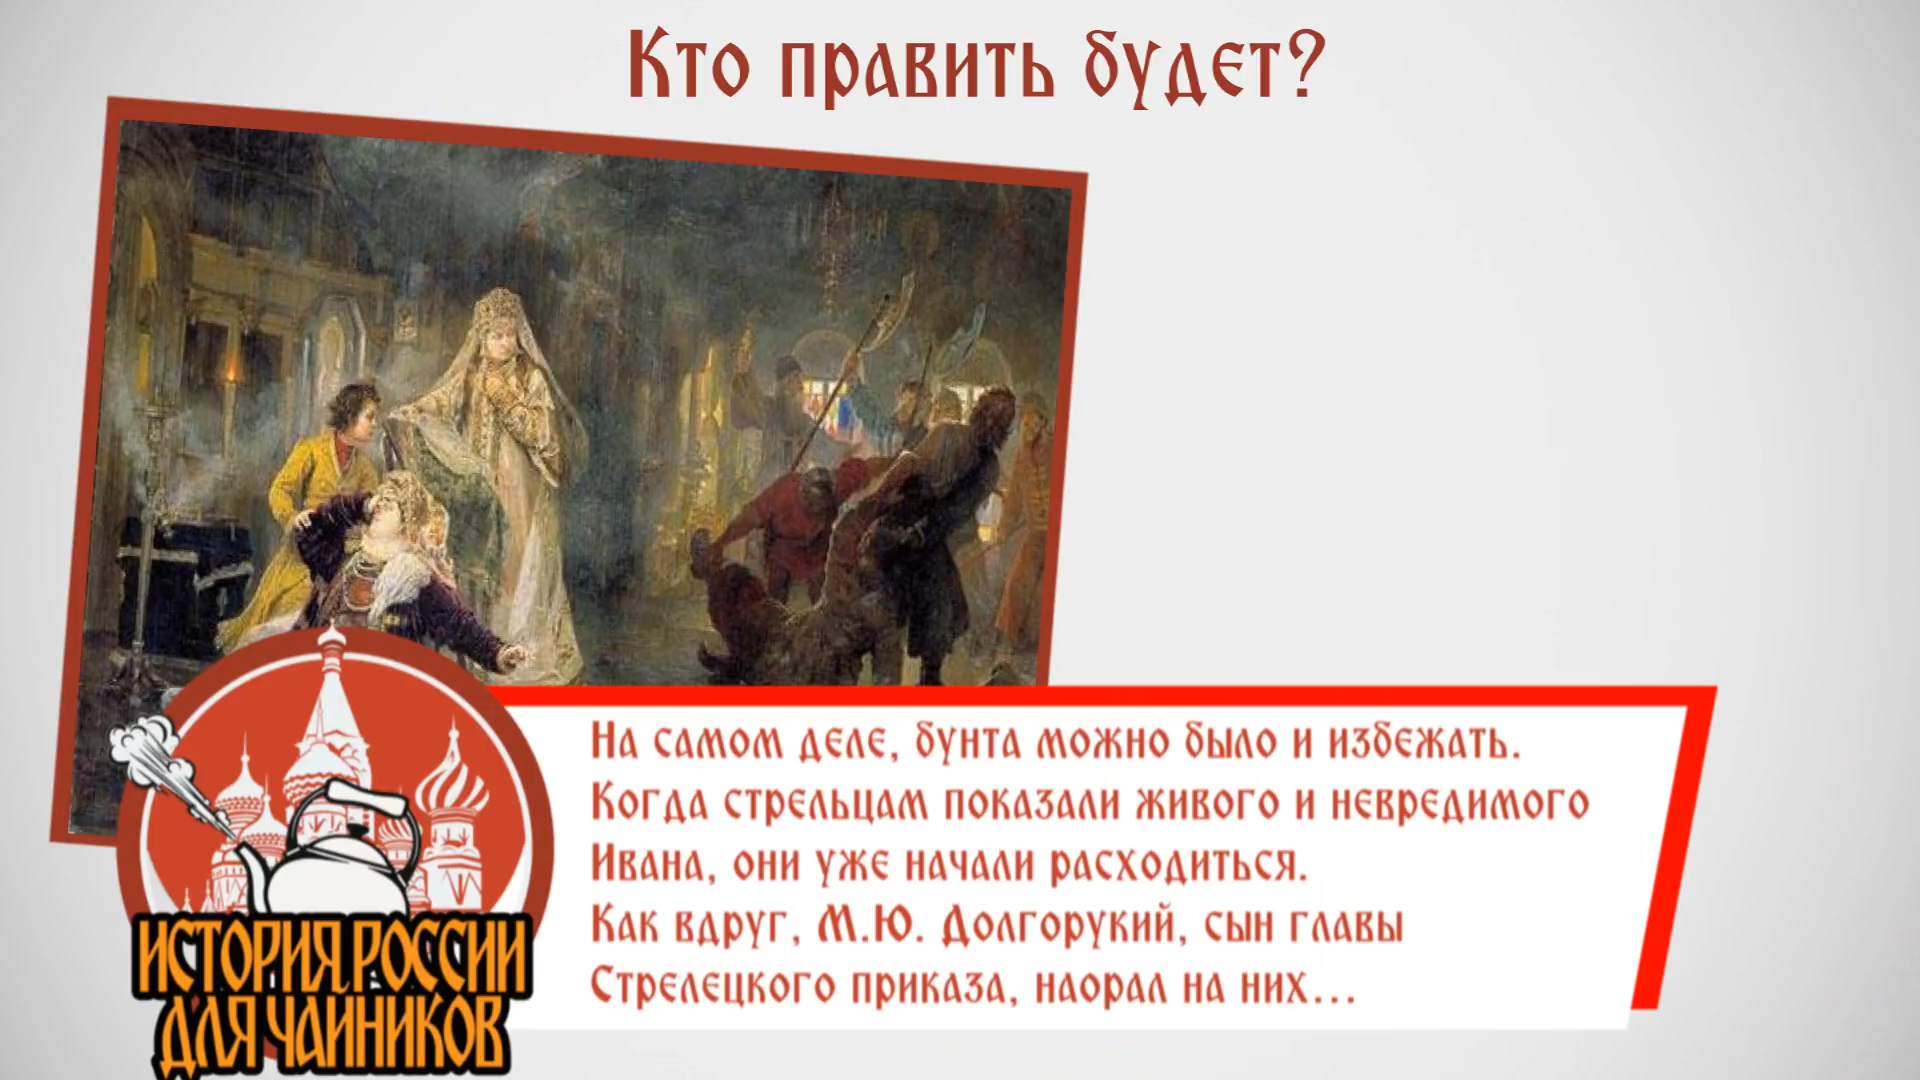 Кто править будет?
На самом деле, бунта можно было и избежать.
Когда стрельцам показали живого и невредимого
Ивана, они уже начали расходиться.
Как вдруг, М.Ю. Долгорукий, сын главы
Стрелецкого приказа, наорал на них...
ИСТОРИЯ РОССИИ
ДЛЯ ЧАЙНИКОВ